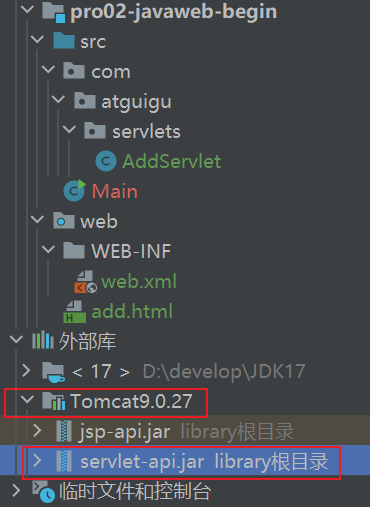 pro02-javaweb-begin
src
com
atguigu
servlets
AddServlet
Main
web
WEB-INF
web.xml
add.html
外部库
< 17 > D:\develop\JDK17
Tomcat9.0.27
jsp-api.jar library根目录
servlet-api.jar library根目录
临时文件和控制台